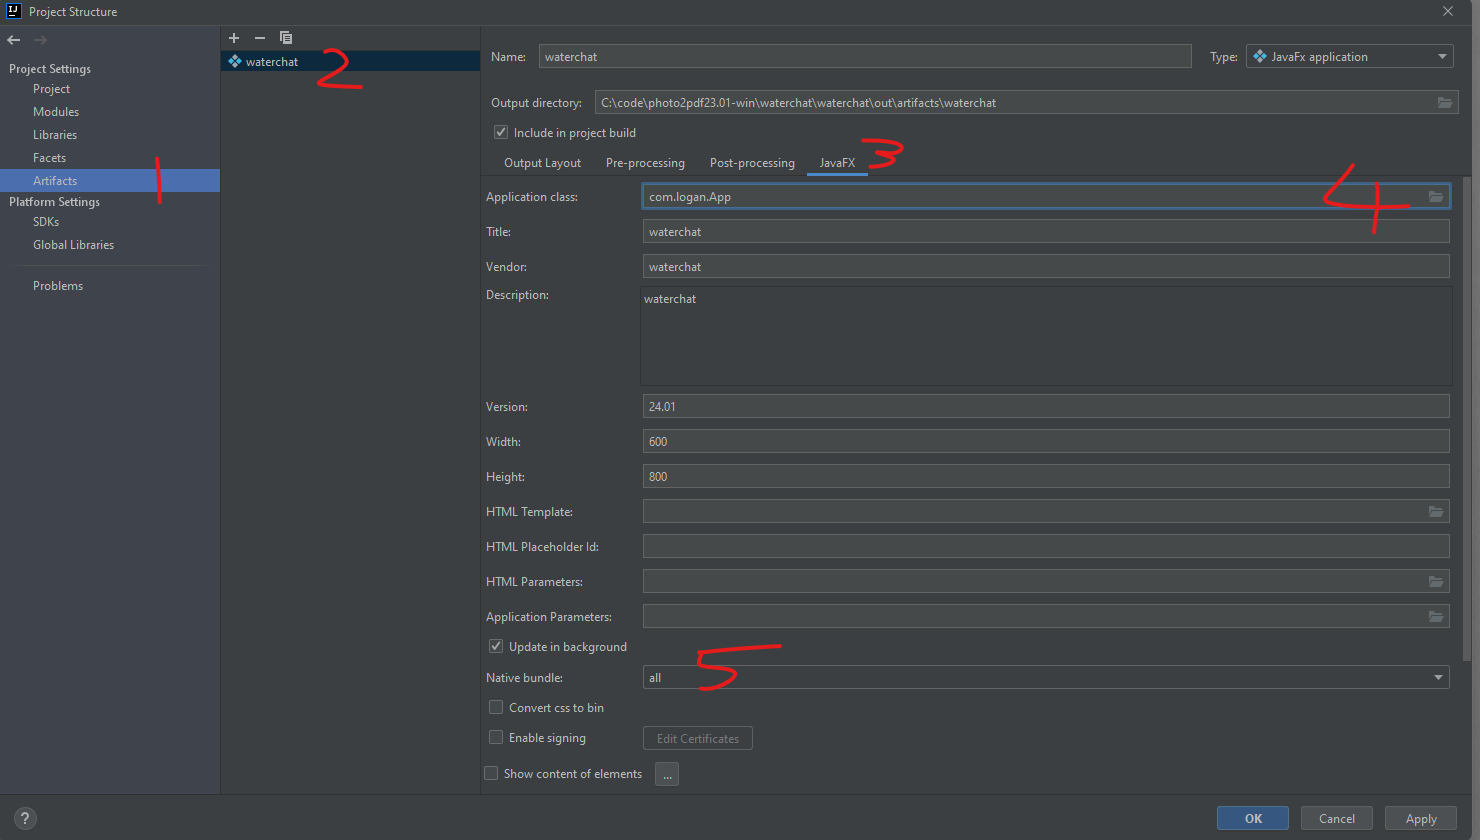 Project Structure
Project Settings
Project
Modules
Libraries
Facets
Artifacts
1
Platform Settings
SDKs
Global Libraries
Problems
waterchat
2
Name: waterchat
Type: JavaFx application
Output directory: C:\code\photo2pdf23.01-win\waterchat\waterchat\out\artifacts\waterchat
Include in project build
Output Layout Pre-processing Post-processing JavaFX 3
Application class: com.logan.App 4
Title: waterchat
Vendor: waterchat
Description: waterchat
Version: 24.01
Width: 600
Height: 800
HTML Template:
HTML Placeholder Id:
HTML Parameters:
Application Parameters:
Update in background
Native bundle: all 5
Convert css to bin
Enable signing Edit Certificates
Show content of elements ...
? OK Cancel Apply